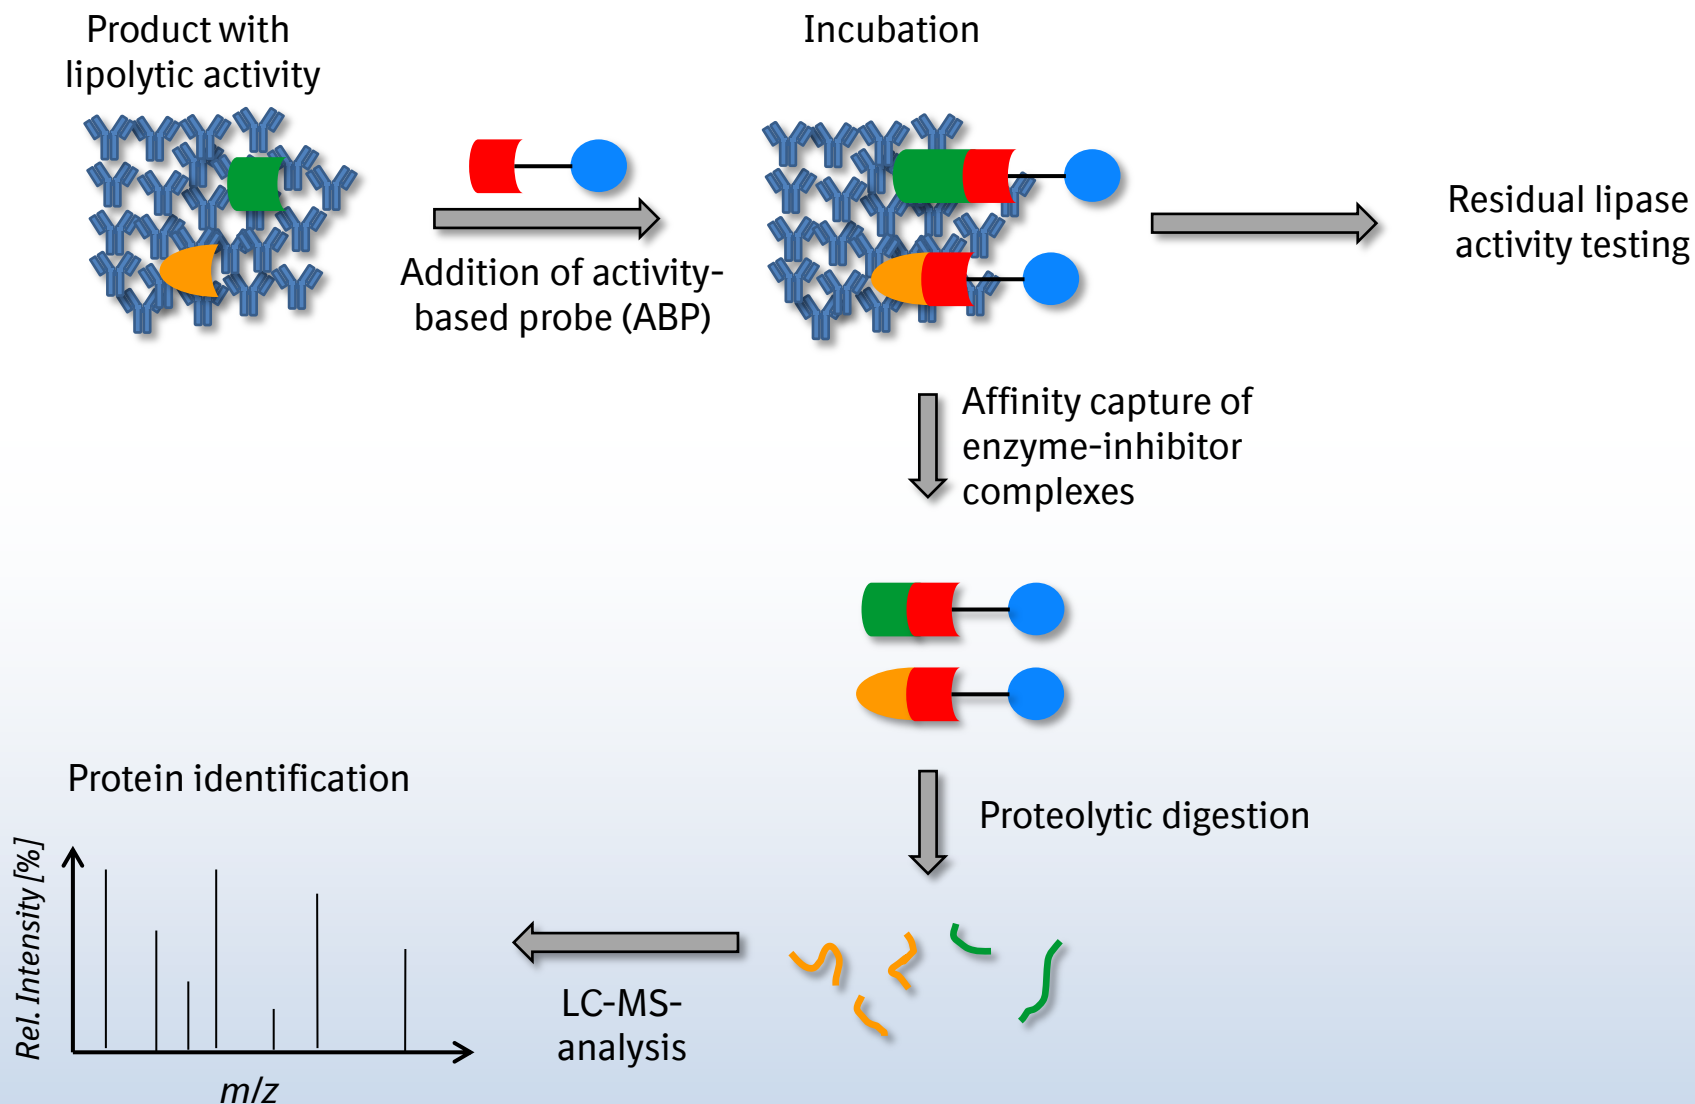 Product with
lipolytic activity
Incubation
Addition of activity-
based probe (ABP)
Residual lipase
activity testing
Affinity capture of
enzyme-inhibitor
complexes
Proteolytic digestion
Protein identification
Rel. Intensity [%]
m/z
LC-MS-
analysis